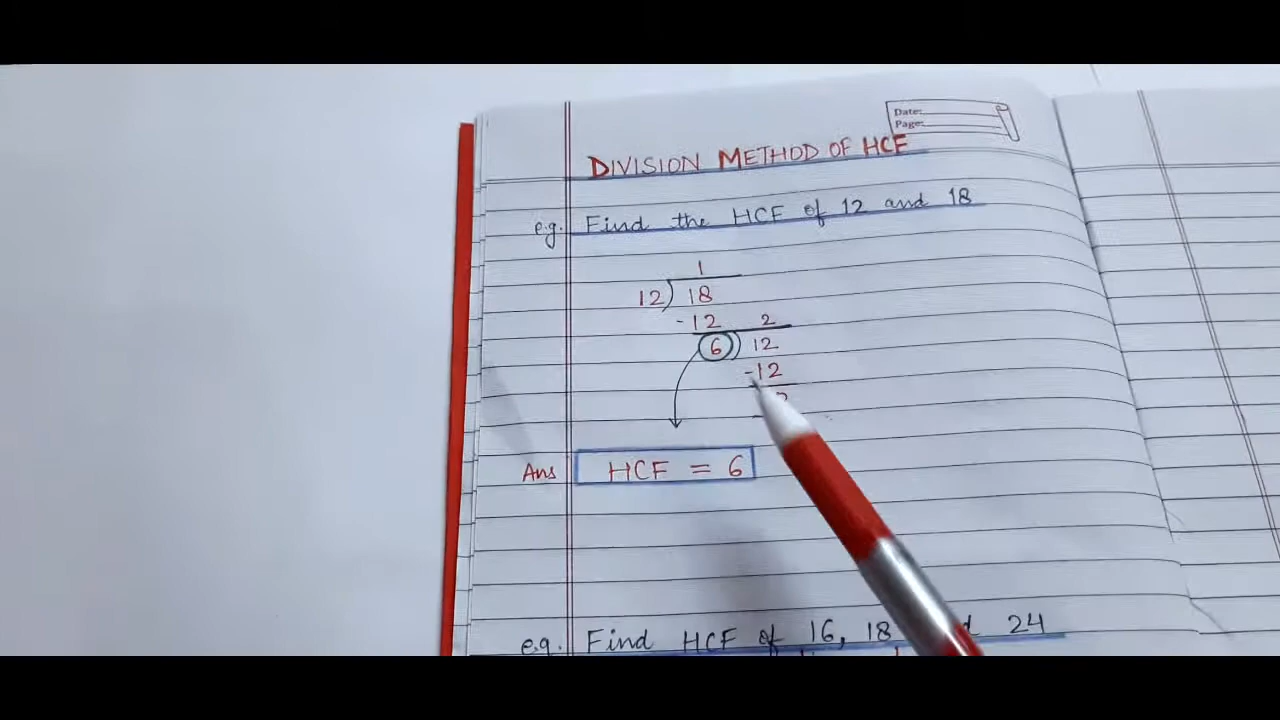 Date:
Page:
DIVISION METHOD OF HCF
e.g. Find the HCF of 12 and 18
1
12) 18
-12 2
6) 12
-12
Ans HCF = 6
e.g. Find HCF of 16, 18 24